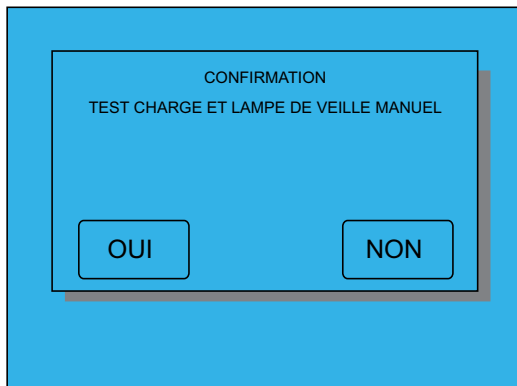 CONFIRMATION
TEST CHARGE ET LAMPE DE VEILLE MANUEL
OUI
NON